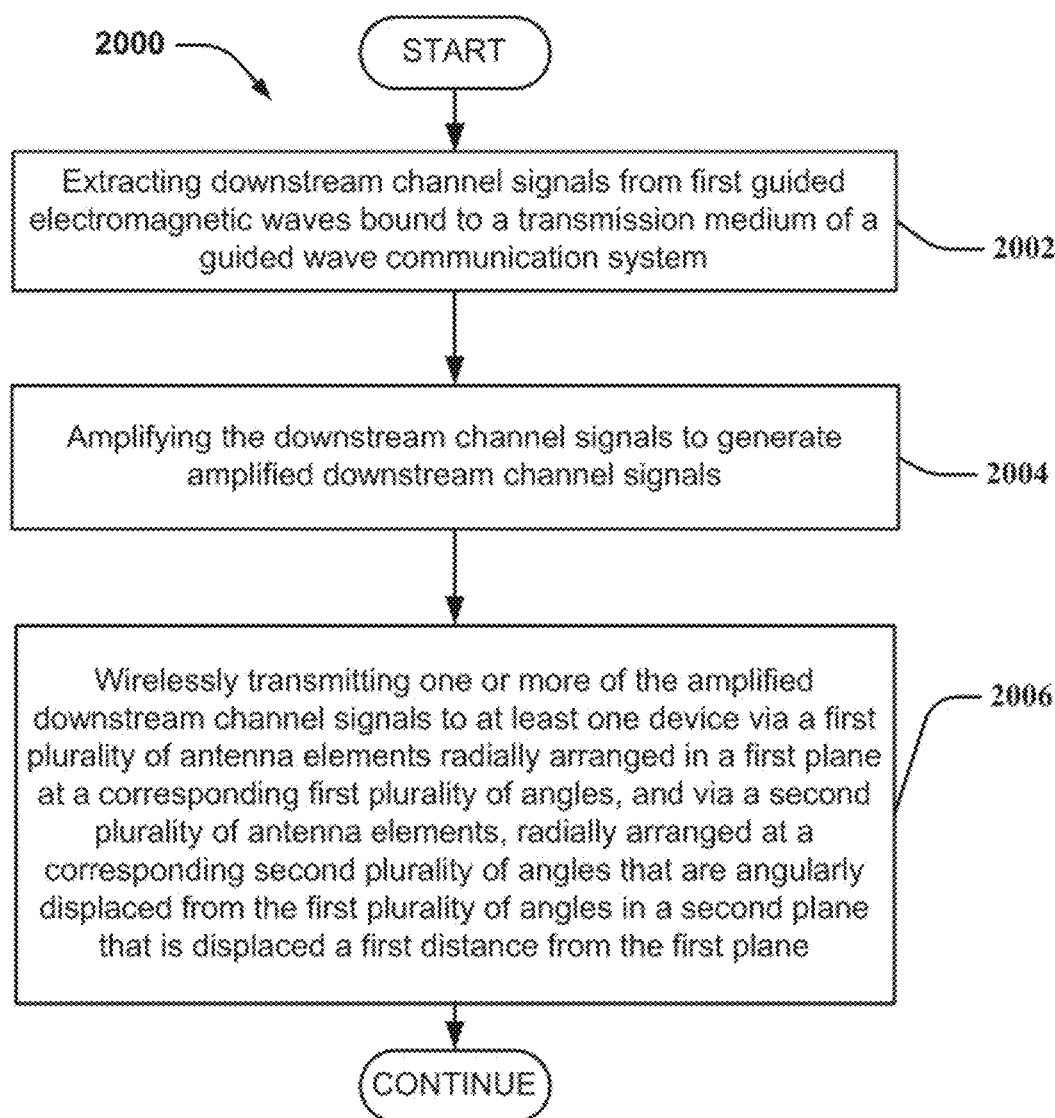 2000
START
Extracting downstream channel signals from first guided
electromagnetic waves bound to a transmission medium of a
guided wave communication system
2002
Amplifying the downstream channel signals to generate
amplified downstream channel signals
2004
Wirelessly transmitting one or more of the amplified
downstream channel signals to at least one device via a first
plurality of antenna elements radially arranged in a first plane
at a corresponding first plurality of angles, and via a second
plurality of antenna elements, radially arranged at a
corresponding second plurality of angles that are angularly
displaced from the first plurality of angles in a second plane
that is displaced a first distance from the first plane
2006
CONTINUE